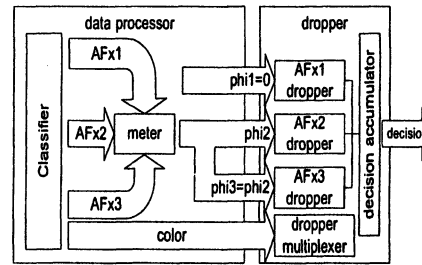 data processor
dropper
Classifier
AFx1
AFx2
AFx3
meter
color
phi1=0
phi2
phi3=phi2
AFx1
dropper
AFx2
dropper
AFx3
dropper
dropper
multiplexer
decision accumulator